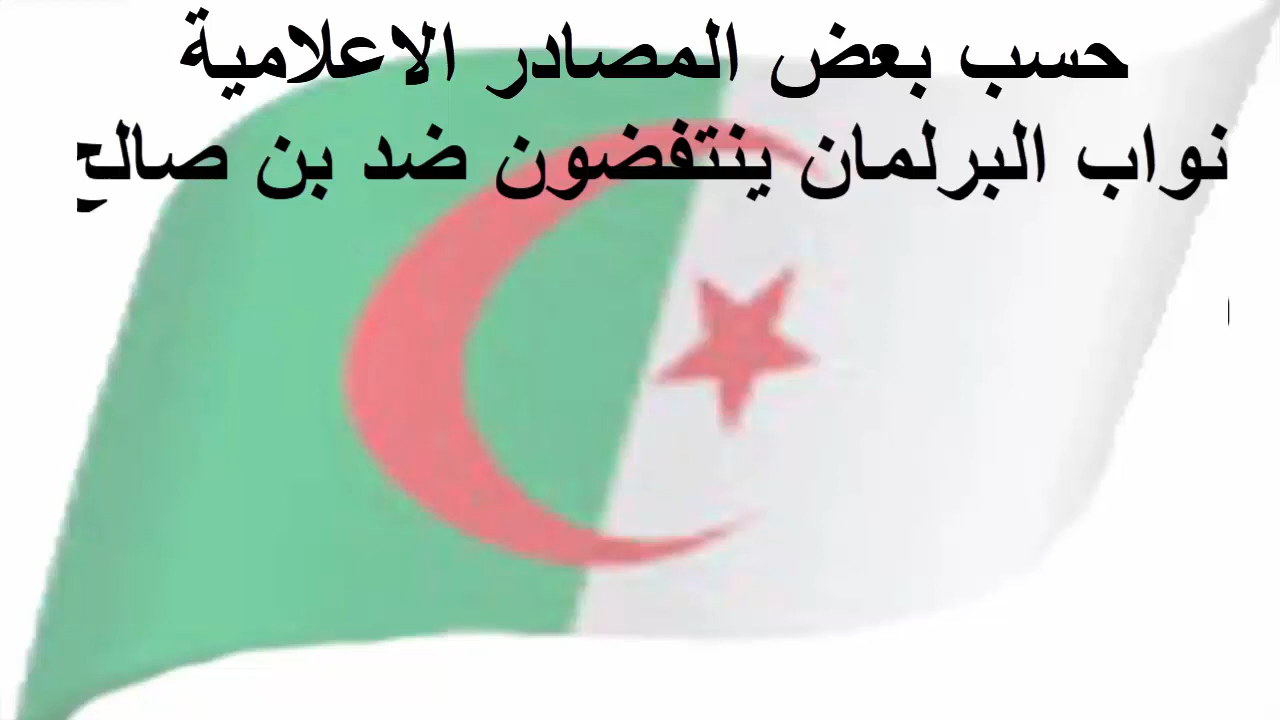 حسب بعض المصادر الاعلامية
نواب البرلمان ينتفضون ضد بن صالح